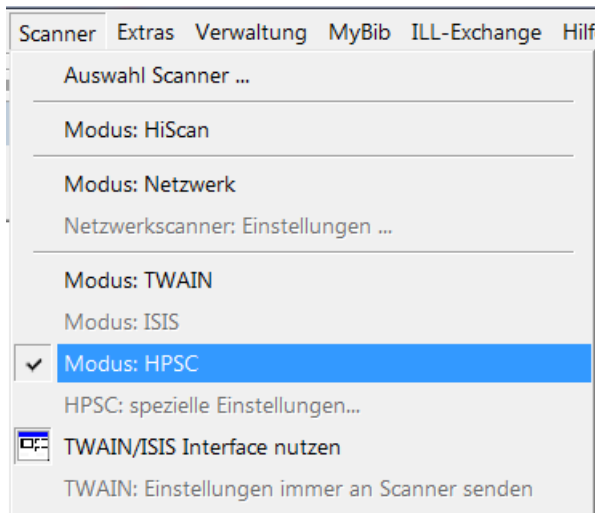 Scanner Extras Verwaltung MyBib ILL-Exchange Hilf
Auswahl Scanner ...
Modus: HiScan
Modus: Netzwerk
Netzwerkscanner: Einstellungen ...
Modus: TWAIN
Modus: ISIS
Modus: HPSC
HPSC: spezielle Einstellungen...
TWAIN/ISIS Interface nutzen
TWAIN: Einstellungen immer an Scanner senden